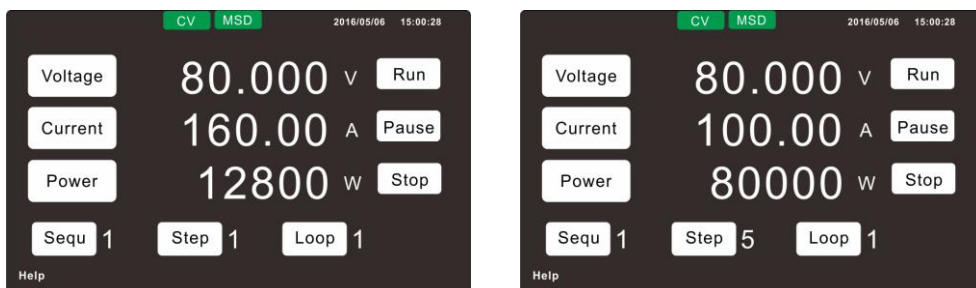 CV MSD 2016/05/06 15:00:28
Voltage 80.000 V Run
Current 160.00 A Pause
Power 12800 W Stop
Sequ 1 Step 1 Loop 1
Help
CV MSD 2016/05/06 15:00:28
Voltage 80.000 V Run
Current 100.00 A Pause
Power 80000 W Stop
Sequ 1 Step 5 Loop 1
Help